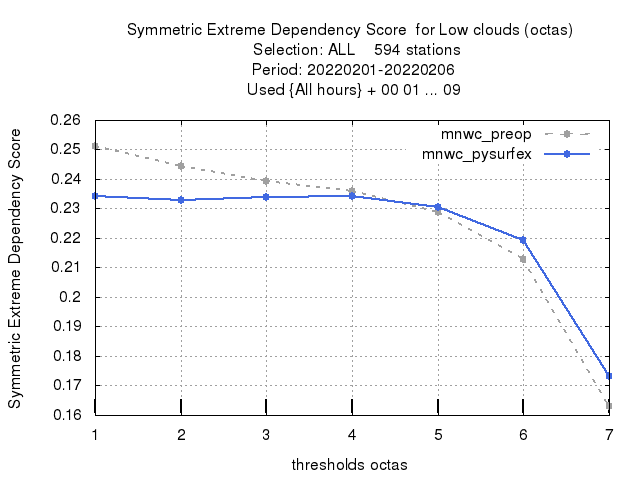 Symmetric Extreme Dependency Score  for Low clouds (octas)
Selection: ALL    594 stations
Period: 20220201-20220206
Used {All hours} + 00 01 ... 09
mnwc_preop
mnwc_pysurfex
Symmetric Extreme Dependency Score
0.26
0.25
0.24
0.23
0.22
0.21
0.2
0.19
0.18
0.17
0.16
1 2 3 4 5 6 7
thresholds octas